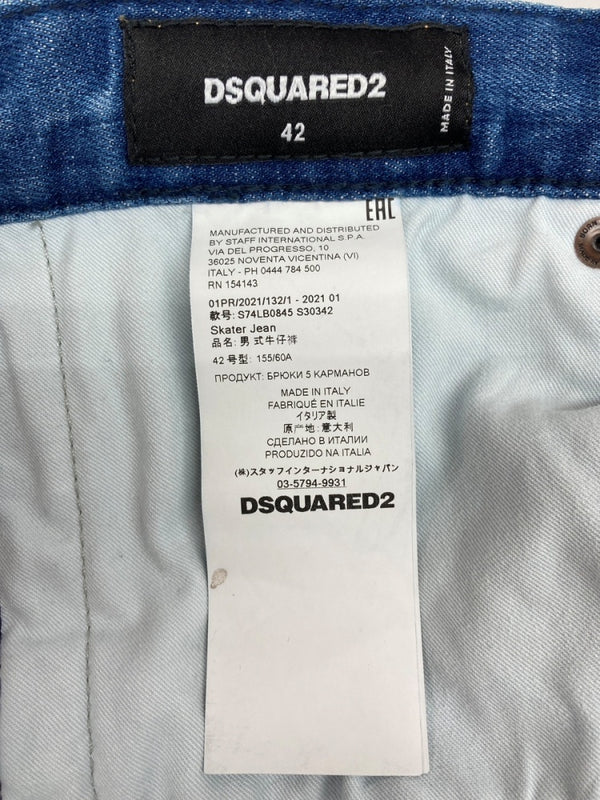 DSQUARED2
42
MADE IN ITALY
EAC
MANUFACTURED AND DISTRIBUTED
BY STAFF INTERNATIONAL S.P.A.
VIA DEL PROGRESSO, 10
36025 NOVENTA VICENTINA (VI)
ITALY - PH 0444 784 500
RN 154143
01PR/2021/132/1 - 2021 01
款号: S74LB0845 S30342
Skater Jean
品名: 男式牛仔裤
42 号型: 155/60A
ПРОДУКТ: БРЮКИ 5 КАРМАНОВ
MADE IN ITALY
FABRIQUÉ EN ITALIE
イタリア製
原产地: 意大利
СДЕЛАНО В ИТАЛИИ
PRODUZIDO NA ITALIA
(株)スタッフインターナショナルジャパン
03-5794-9931
DSQUARED2